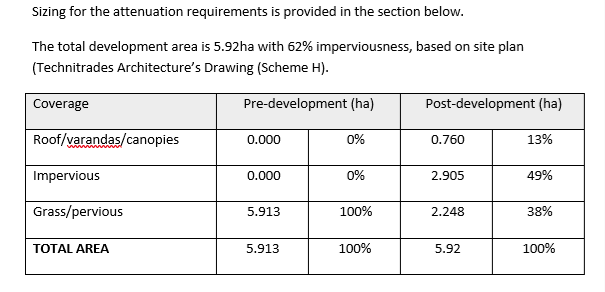 Sizing for the attenuation requirements is provided in the section below.
The total development area is 5.92ha with 62% imperviousness, based on site plan
(Technitrades Architecture's Drawing (Scheme H).
Coverage Pre-development (ha) Post-development (ha)
Roof/varandas/canopies 0.000 0% 0.760 13%
Impervious 0.000 0% 2.905 49%
Grass/pervious 5.913 100% 2.248 38%
TOTAL AREA 5.913 100% 5.92 100%